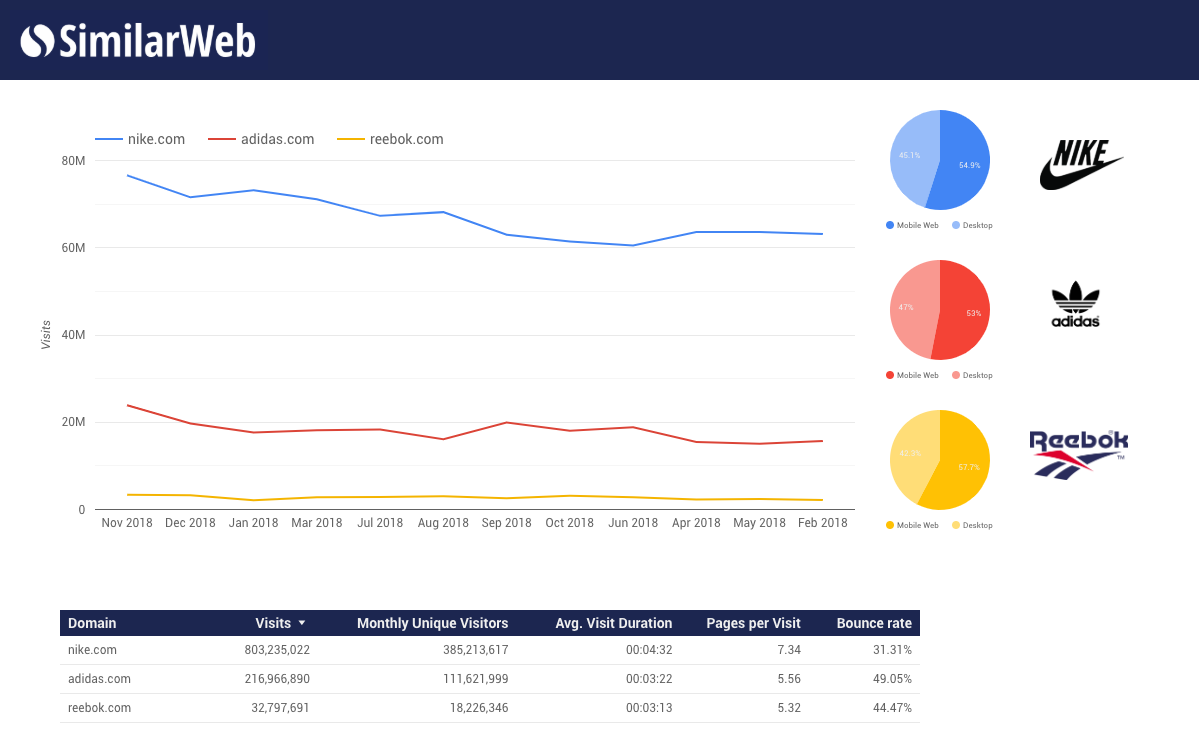 SimilarWeb
nike.com adidas.com reebok.com
80M
60M
40M
20M
0
Visits
Nov 2018 Dec 2018 Jan 2018 Mar 2018 Jul 2018 Aug 2018 Sep 2018 Oct 2018 Jun 2018 Apr 2018 May 2018 Feb 2018
45.1% 54.9%
Mobile Web Desktop
NIKE
47% 53%
Mobile Web Desktop
adidas
42.3% 57.7%
Mobile Web Desktop
Reebok
TM
Domain Visits Monthly Unique Visitors Avg. Visit Duration Pages per Visit Bounce rate
nike.com 803,235,022 385,213,617 00:04:32 7.34 31.31%
adidas.com 216,966,890 111,621,999 00:03:22 5.56 49.05%
reebok.com 32,797,691 18,226,346 00:03:13 5.32 44.47%